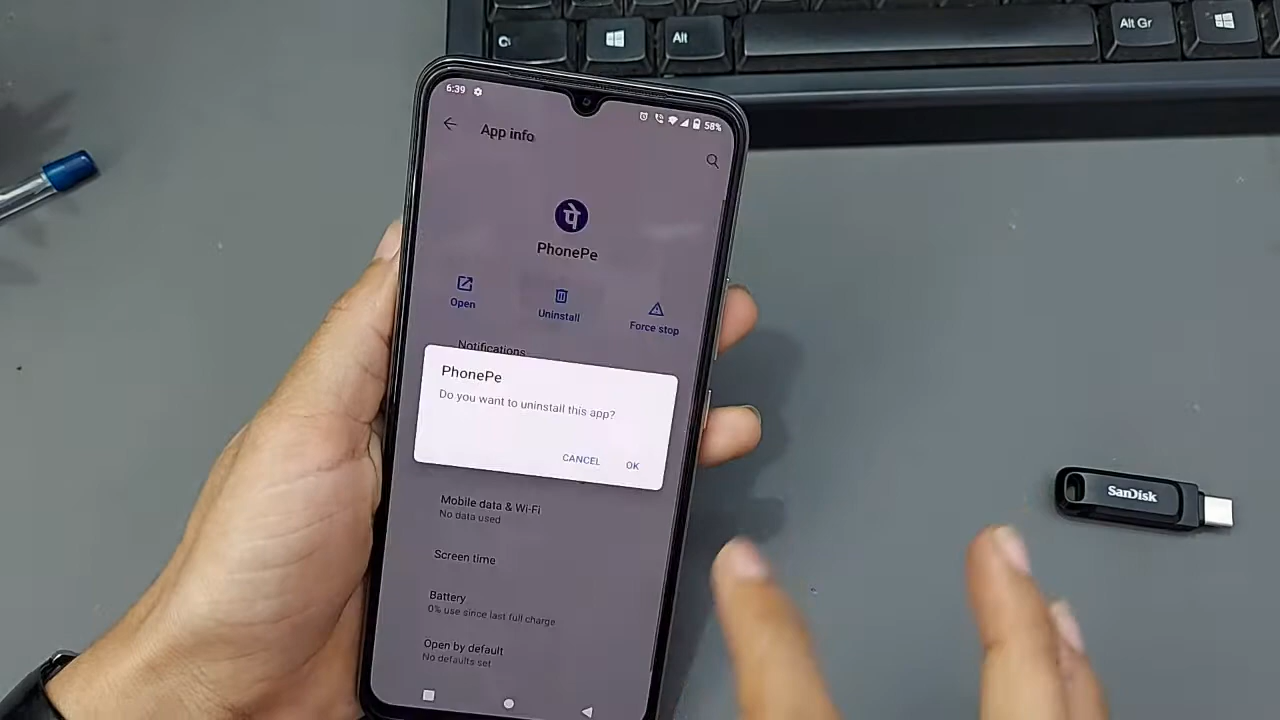 Alt
Alt Gr
6:39
58%
App info
पे
PhonePe
Open
Uninstall
Force stop
Notifications
PhonePe
Do you want to uninstall this app?
CANCEL
OK
Mobile data & Wi-Fi
No data used
Screen time
Battery
0% use since last full charge
Open by default
No defaults set
SanDisk